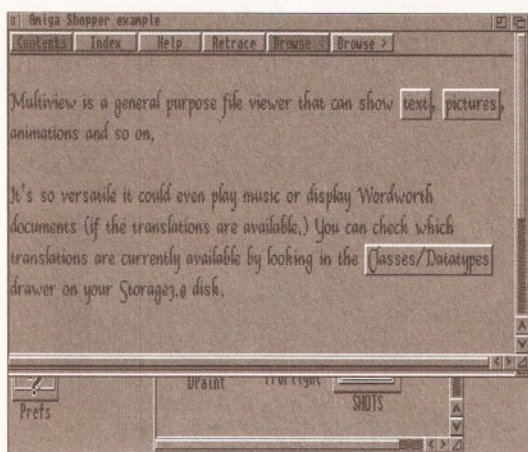 Amiga Shopper example
Contents Index Help Retrace Browse < Browse >
Multiview is a general purpose file viewer that can show text, pictures,
animations and so on.
It's so versatile it could even play music or display Wordworth
documents (if the translations are available.) You can check which
translations are currently available by looking in the Classes/Datatypes
drawer on your Storage3.0 disk.
DPaint
Prefs
SHOTS